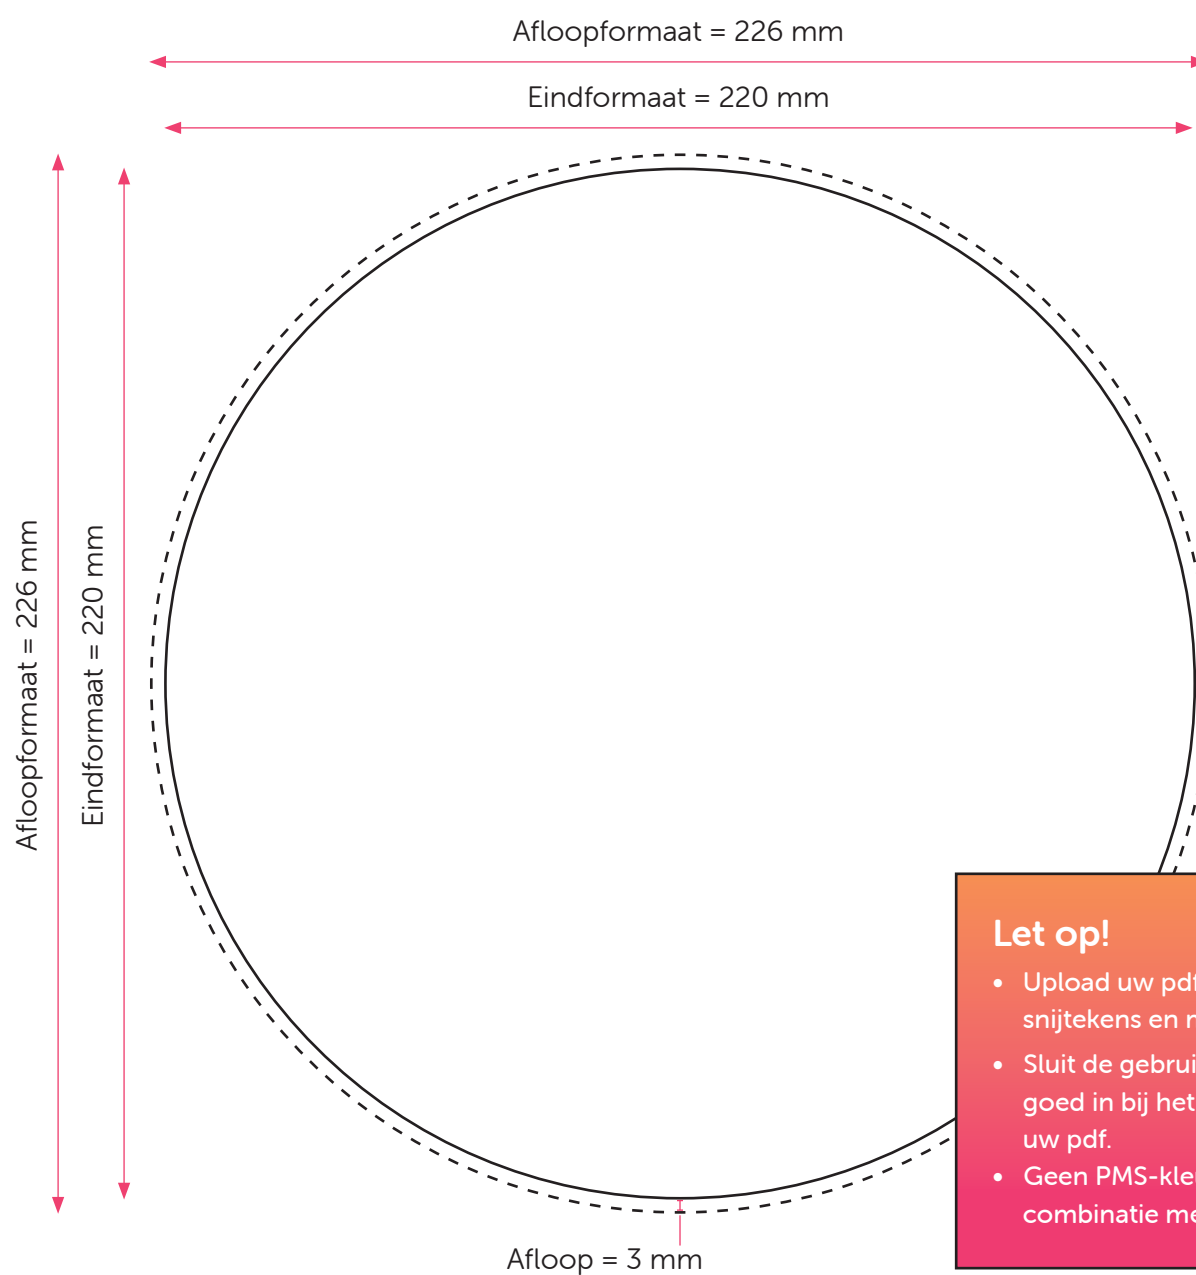 Afloopformaat = 226 mm
Eindformaat = 220 mm
Afloopformaat = 226 mm
Eindformaat = 220 mm
Let op!
• Upload uw pdf
snijtekens en
• Sluit de
goed in bij het
uw pdf.
• Geen
combinatie
Afloop = 3 mm